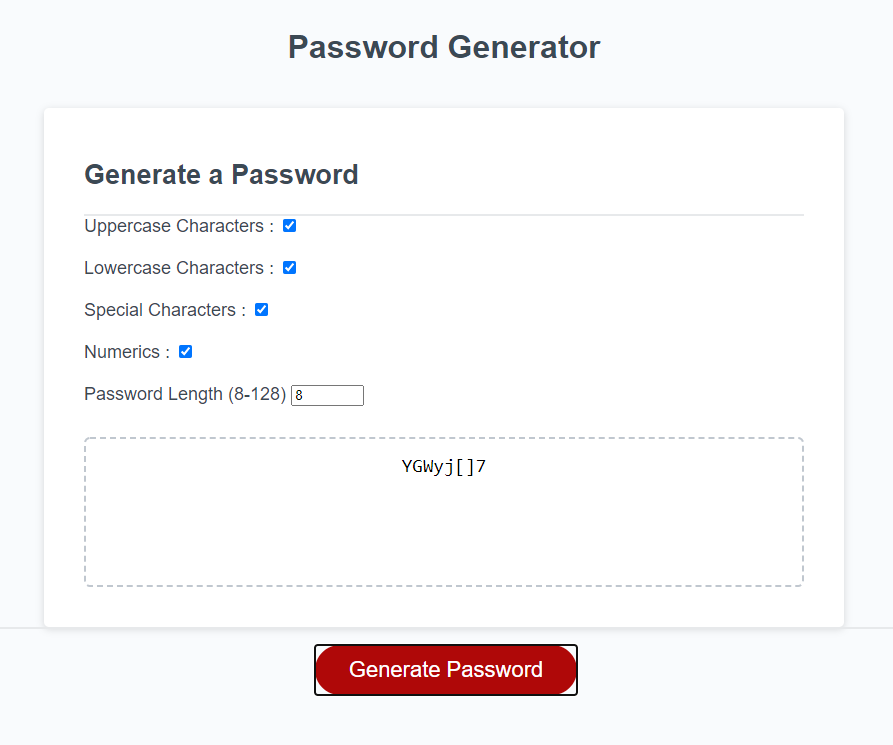 Password Generator
Generate a Password
Uppercase Characters :
Lowercase Characters :
Special Characters :
Numerics :
Password Length (8-128) 8
YGWyj[]7
Generate Password